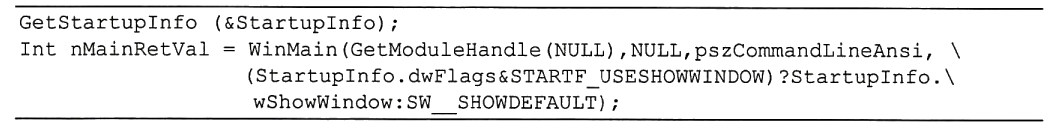 GetStartupInfo (&StartupInfo);
Int nMainRetVal = WinMain(GetModuleHandle(NULL),NULL,pszCommandLineAnsi, \
(StartupInfo.dwFlags&STARTF_USESHOWWINDOW)?StartupInfo.\
wShowWindow:SW__SHOWDEFAULT);